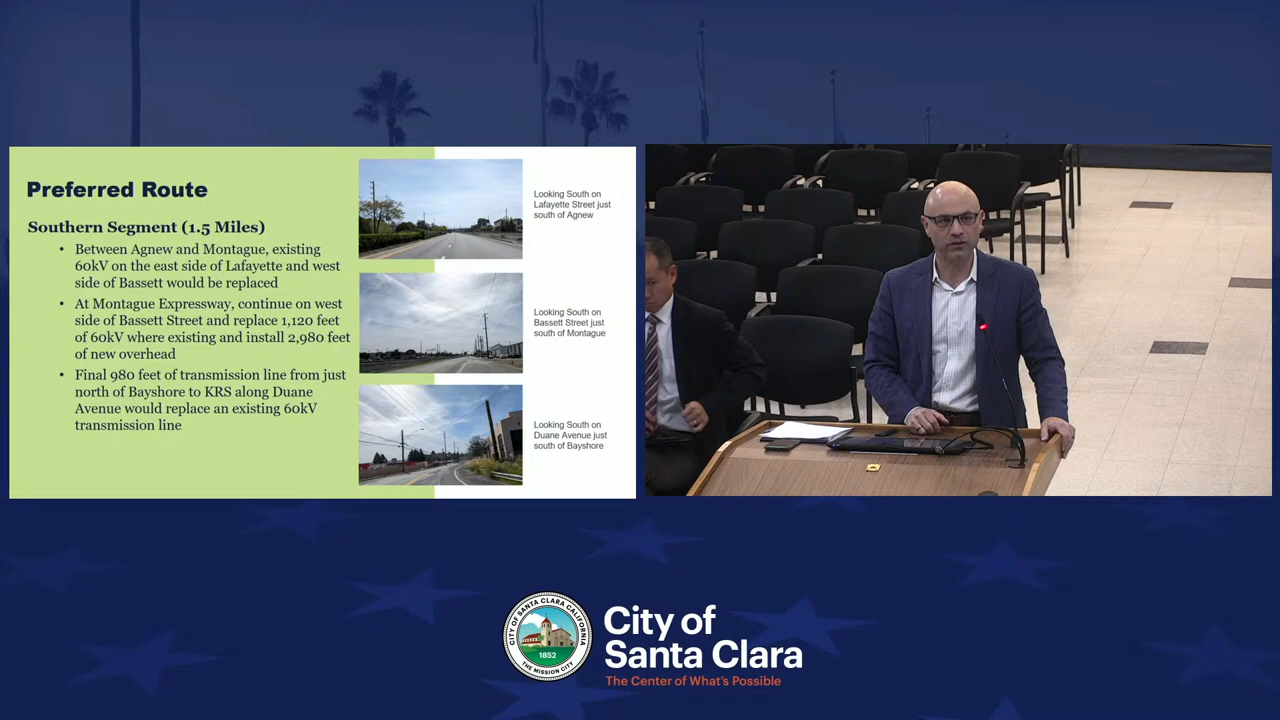 Preferred Route
Southern Segment (1.5 Miles)
• Between Agnew and Montague, existing
60kV on the east side of Lafayette and west
side of Bassett would be replaced
• At Montague Expressway, continue on west
side of Bassett Street and replace 1,120 feet
of 60kV where existing and install 2,980 feet
of new overhead
• Final 980 feet of transmission line from just
north of Bayshore to KRS along Duane
Avenue would replace an existing 60kV
transmission line
Looking South on
Lafayette Street just
south of Agnew
Looking South on
Bassett Street just
south of Montague
Looking South on
Duane Avenue just
south of Bayshore
CITY OF SANTA CLARA CALIFORNIA
1852
THE MISSION CITY
City of
Santa Clara
The Center of What's Possible